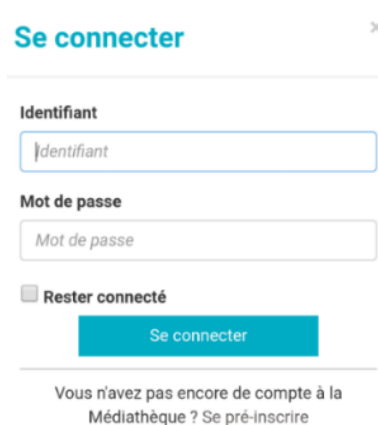 Se connecter
×
Identifiant
Identifiant
Mot de passe
Mot de passe
Rester connecté
Se connecter
Vous n'avez pas encore de compte à la
Médiathèque ? Se pré-inscrire